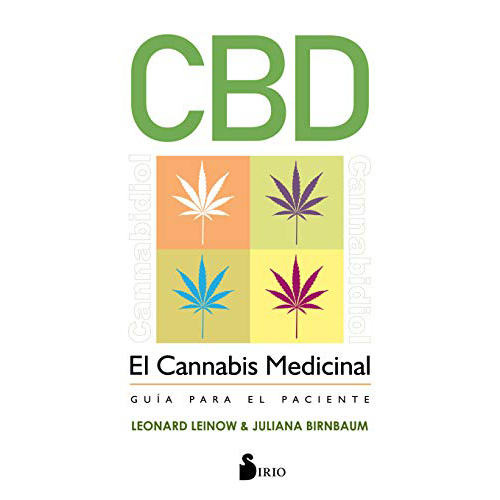 CBD
Cannabidiol
Cannabidiol
El Cannabis Medicinal
GUÍA PARA EL PACIENTE
LEONARD LEINOW & JULIANA BIRNBAUM
SIRIO